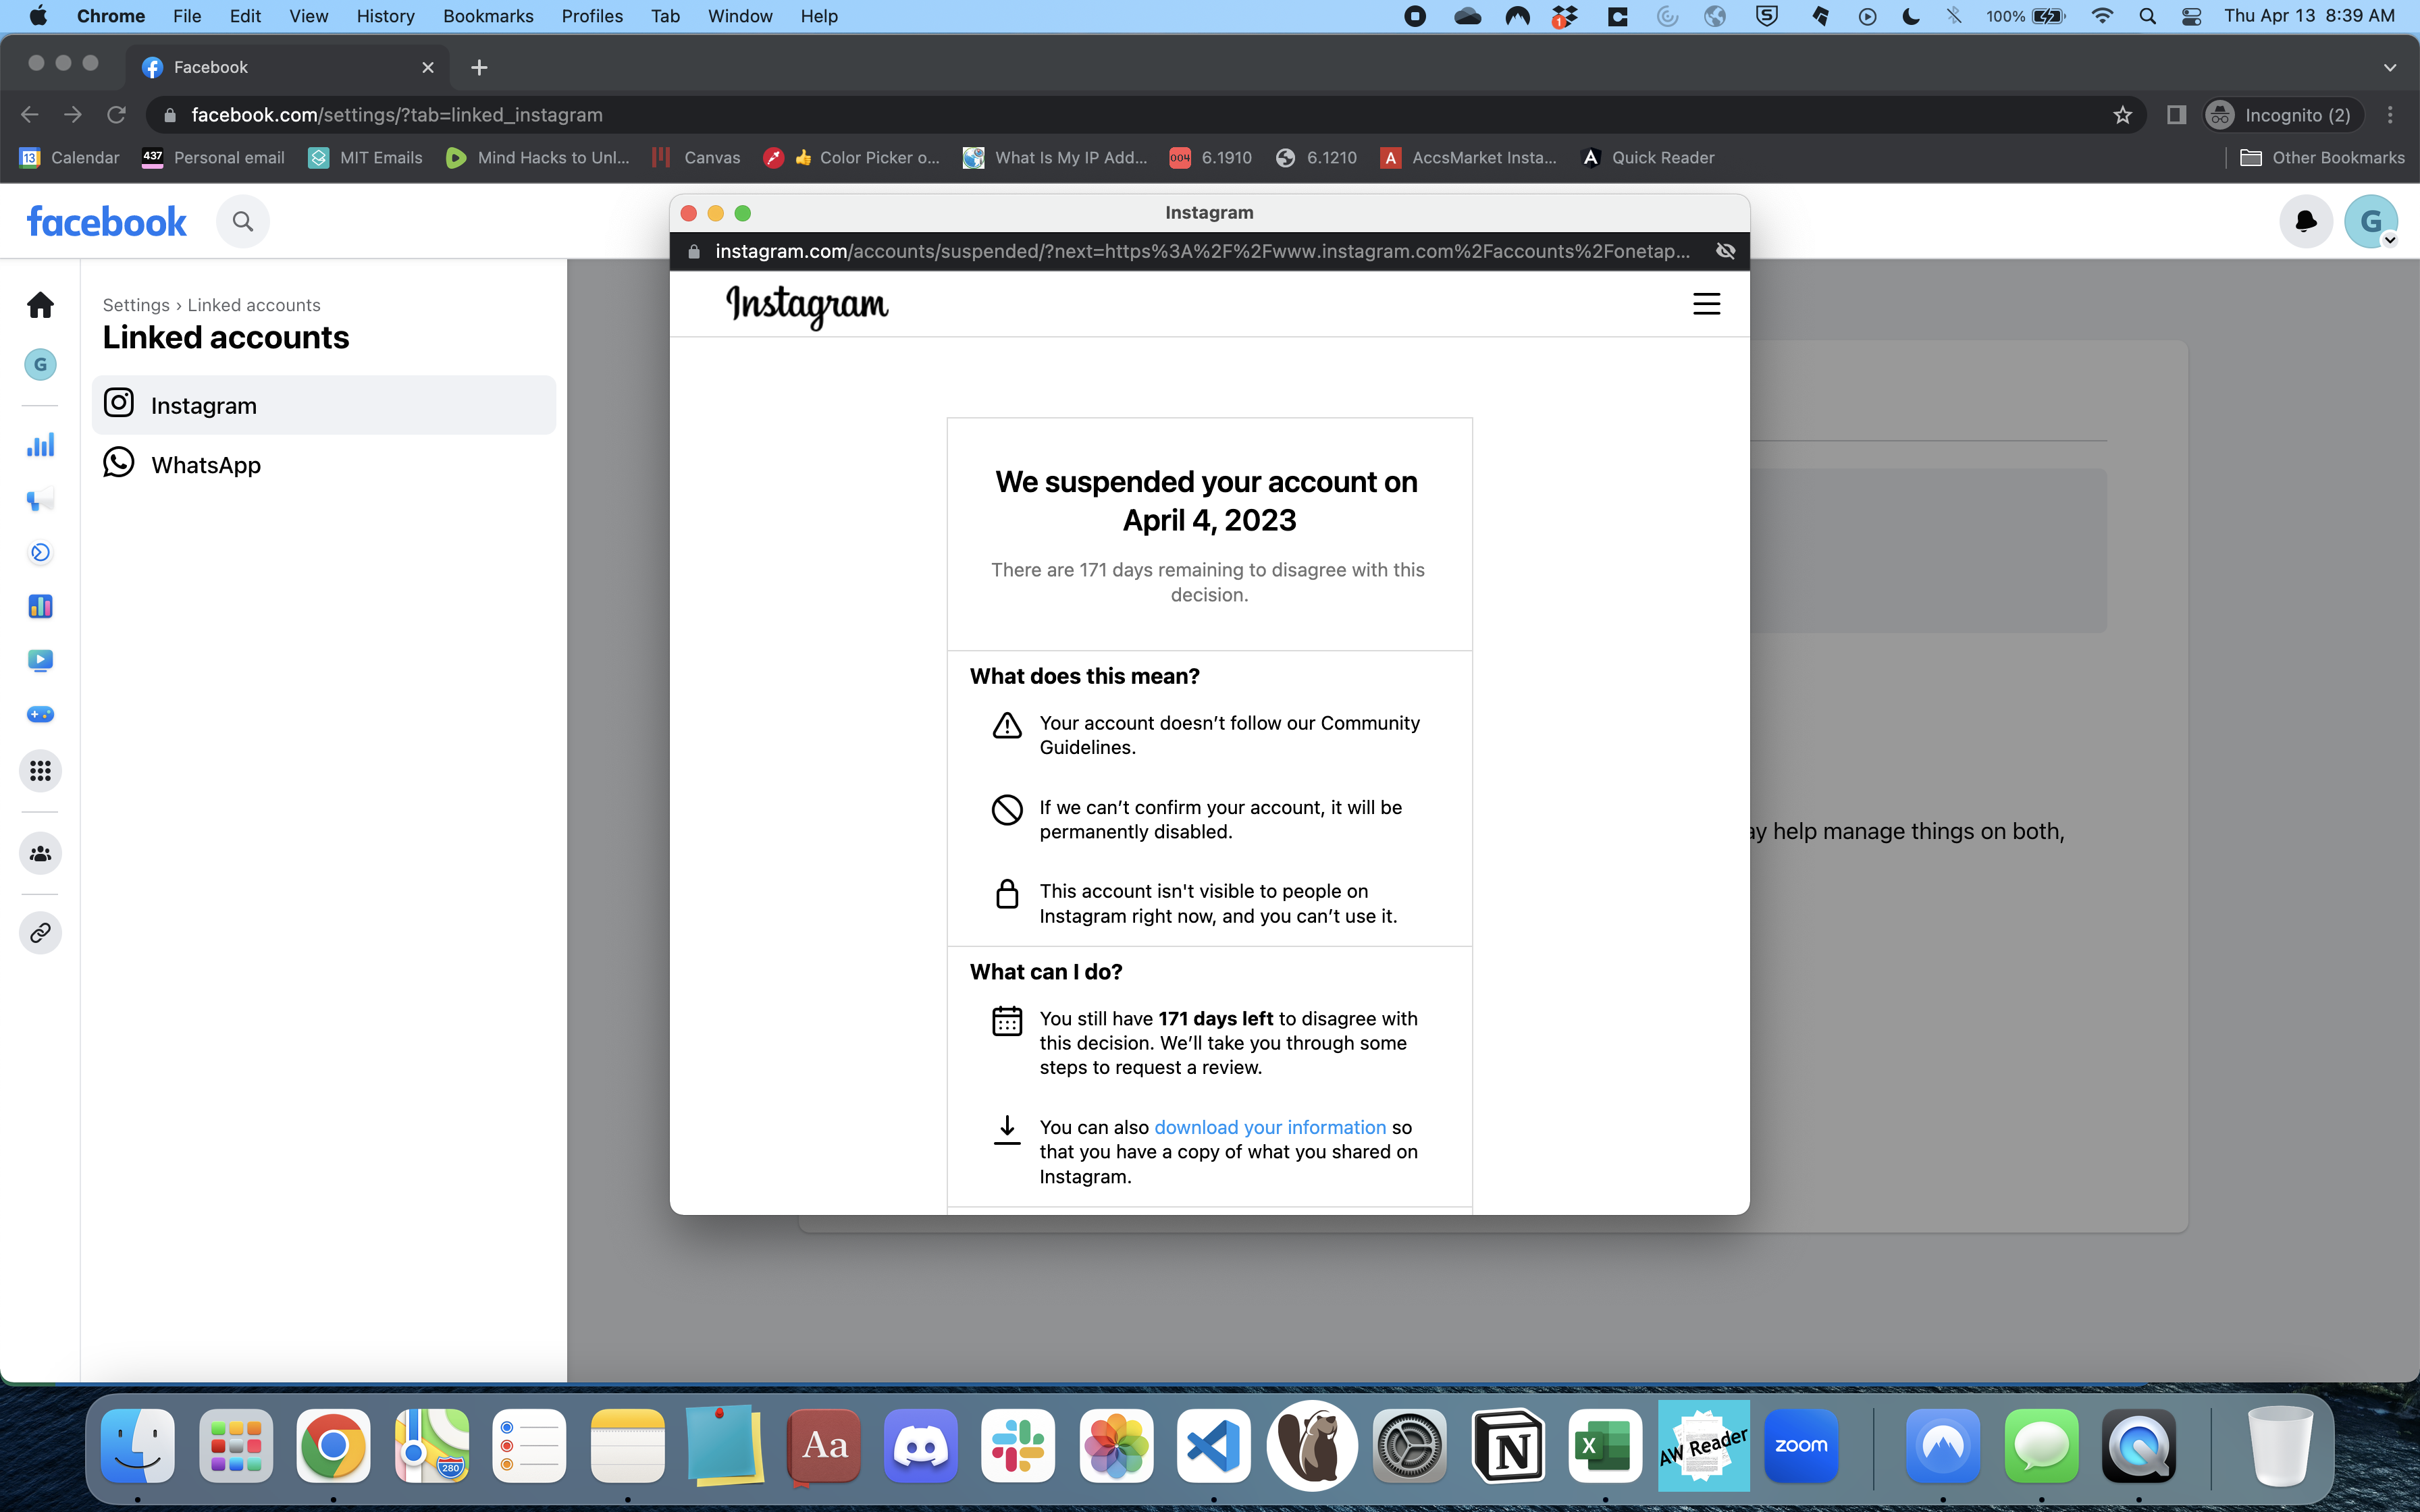 Chrome File Edit View History Bookmarks Profiles Tab Window Help 1 100% Thu Apr 13 8:39 AM
Facebook
facebook.com/settings/?tab=linked_instagram Incognito (2)
13 Calendar 437 Personal email MIT Emails Mind Hacks to Unl... Canvas 👍 Color Picker o... What Is My IP Add... 004 6.1910 6.1210 A AccsMarket Insta... A Quick Reader Other Bookmarks
facebook
G
Settings › Linked accounts
Linked accounts
G
Instagram
WhatsApp
Instagram
instagram.com/accounts/suspended/?next=https%3A%2F%2Fwww.instagram.com%2Faccounts%2Fonetap...
Instagram
We suspended your account on
April 4, 2023
There are 171 days remaining to disagree with this
decision.
What does this mean?
Your account doesn’t follow our Community
Guidelines.
If we can’t confirm your account, it will be
permanently disabled.
This account isn't visible to people on
Instagram right now, and you can’t use it.
What can I do?
You still have 171 days left to disagree with
this decision. We’ll take you through some
steps to request a review.
You can also download your information so
that you have a copy of what you shared on
Instagram.
ay help manage things on both,
280 Aa N X AW Reader zoom